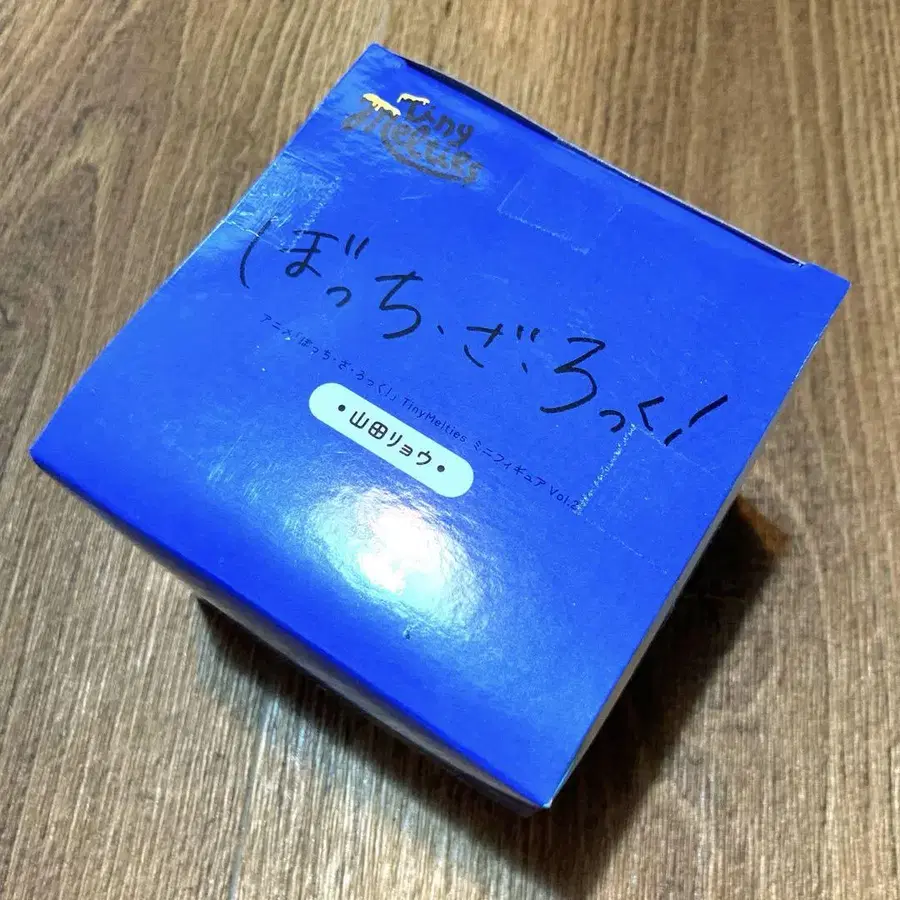 Tiny
Melties
ぼっち・ざ・ろっく!
アニメ「ぼっち・ざ・ろっく!」TinyMelties ミニフィギュア Vol.2
・山田リョウ・